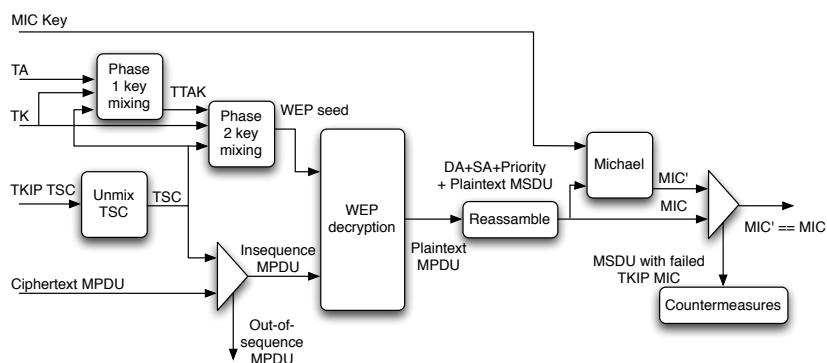 MIC Key
TA
TK
Phase
1 key
mixing
TTAK
Phase
2 key
mixing
WEP seed
TKIP TSC
Unmix
TSC
TSC
Ciphertext MPDU
Insequence
MPDU
Out-of-
sequence
MPDU
WEP
decryption
Plaintext
MPDU
DA+SA+Priority
+ Plaintext MSDU
Reassamble
Michael
MIC'
MIC
MIC' == MIC
MSDU with failed
TKIP MIC
Countermeasures